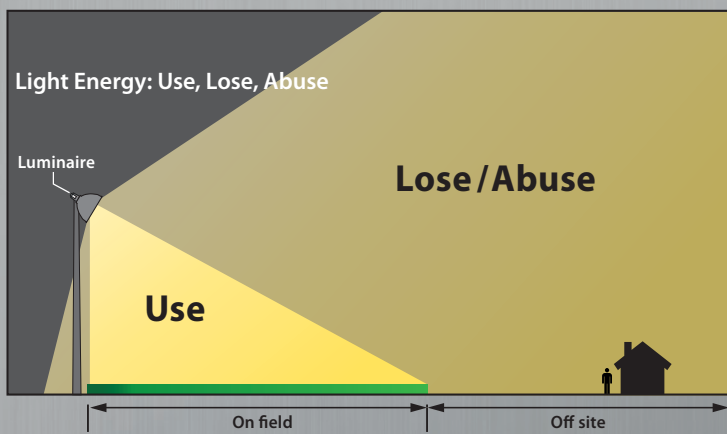 Light Energy: Use, Lose, Abuse
Luminaire
Lose/Abuse
Use
On field
Off site